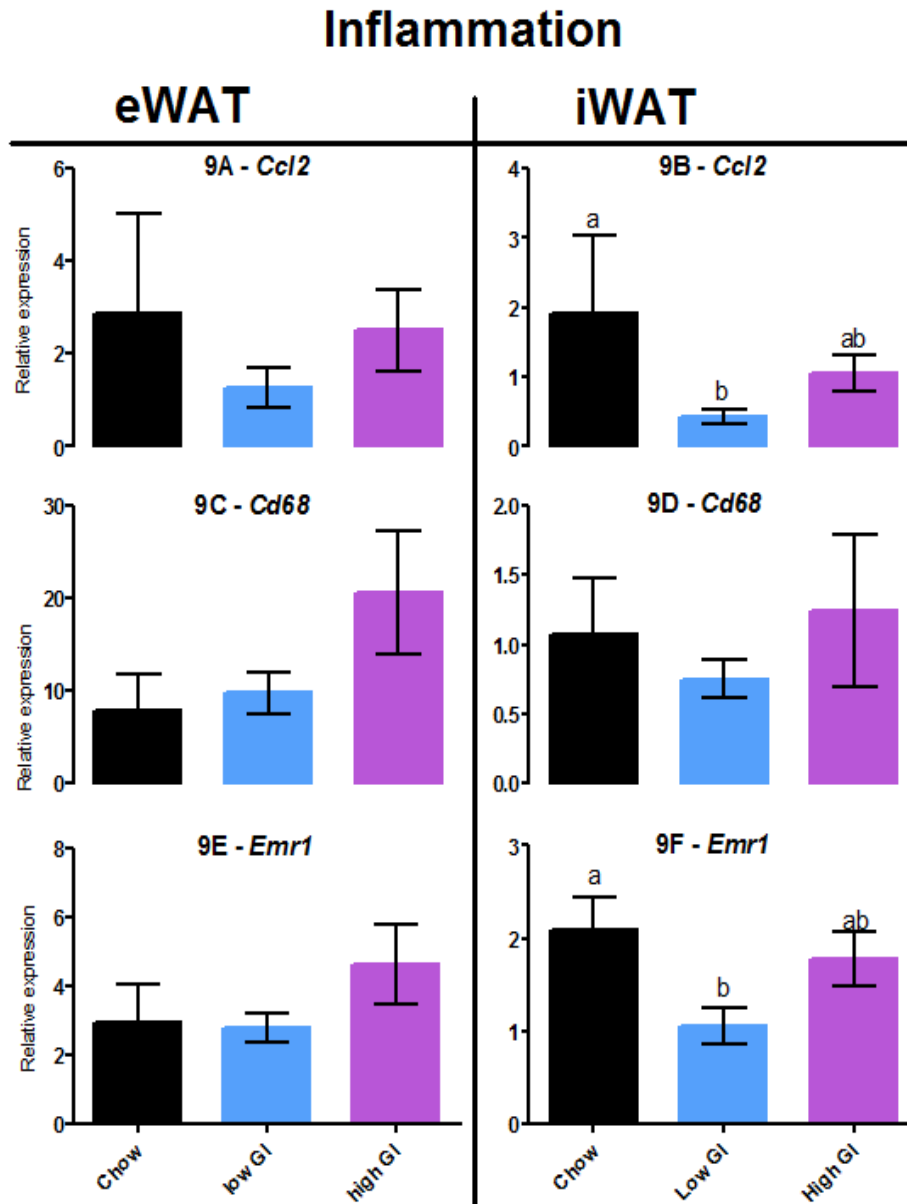 Inflammation
eWAT
iWAT
9A - Ccl2
6
4
2
0
Relative expression
9B - Ccl2
4
3
2
1
0
a
b
ab
9C - Cd68
30
20
10
0
Relative expression
9D - Cd68
2.0
1.5
1.0
0.5
0.0
9E - Emr1
8
6
4
2
0
Relative expression
Chow
low GI
high GI
9F - Emr1
3
2
1
0
a
b
ab
Chow
Low GI
High GI